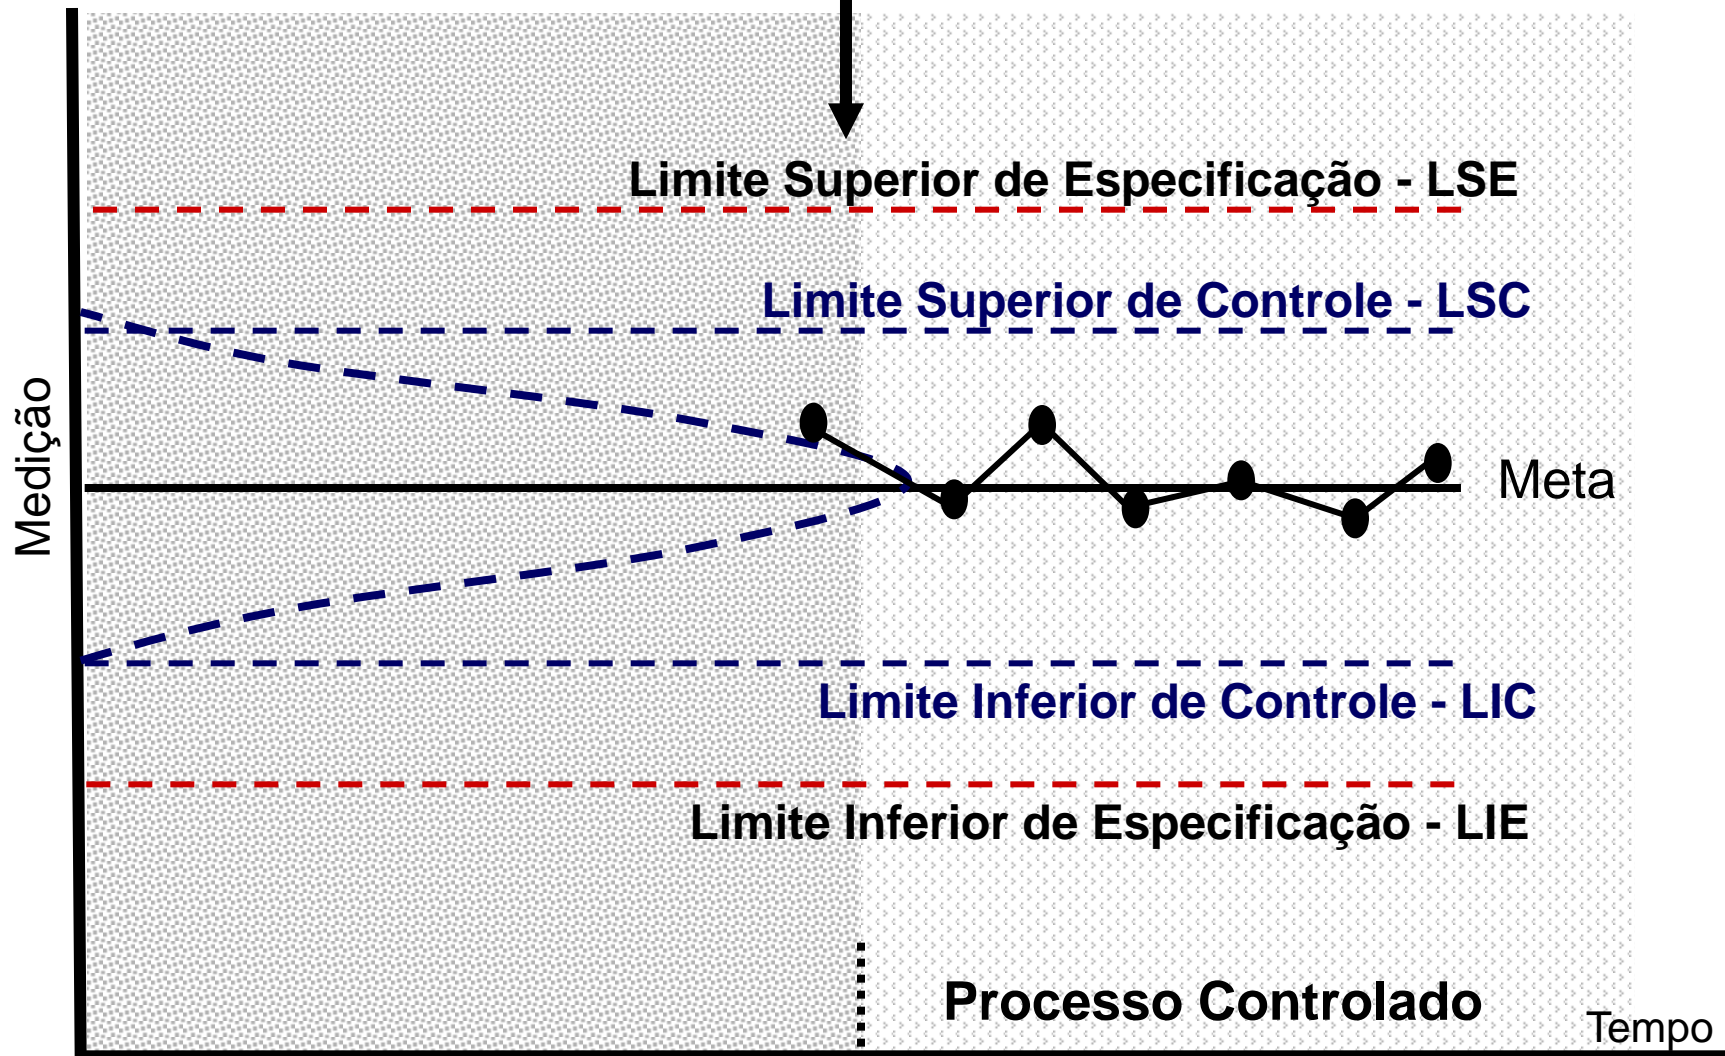 Limite Superior de Especificação - LSE
Limite Superior de Controle - LSC
Medição
Meta
Limite Inferior de Controle - LIC
Limite Inferior de Especificação - LIE
Processo Controlado
Tempo